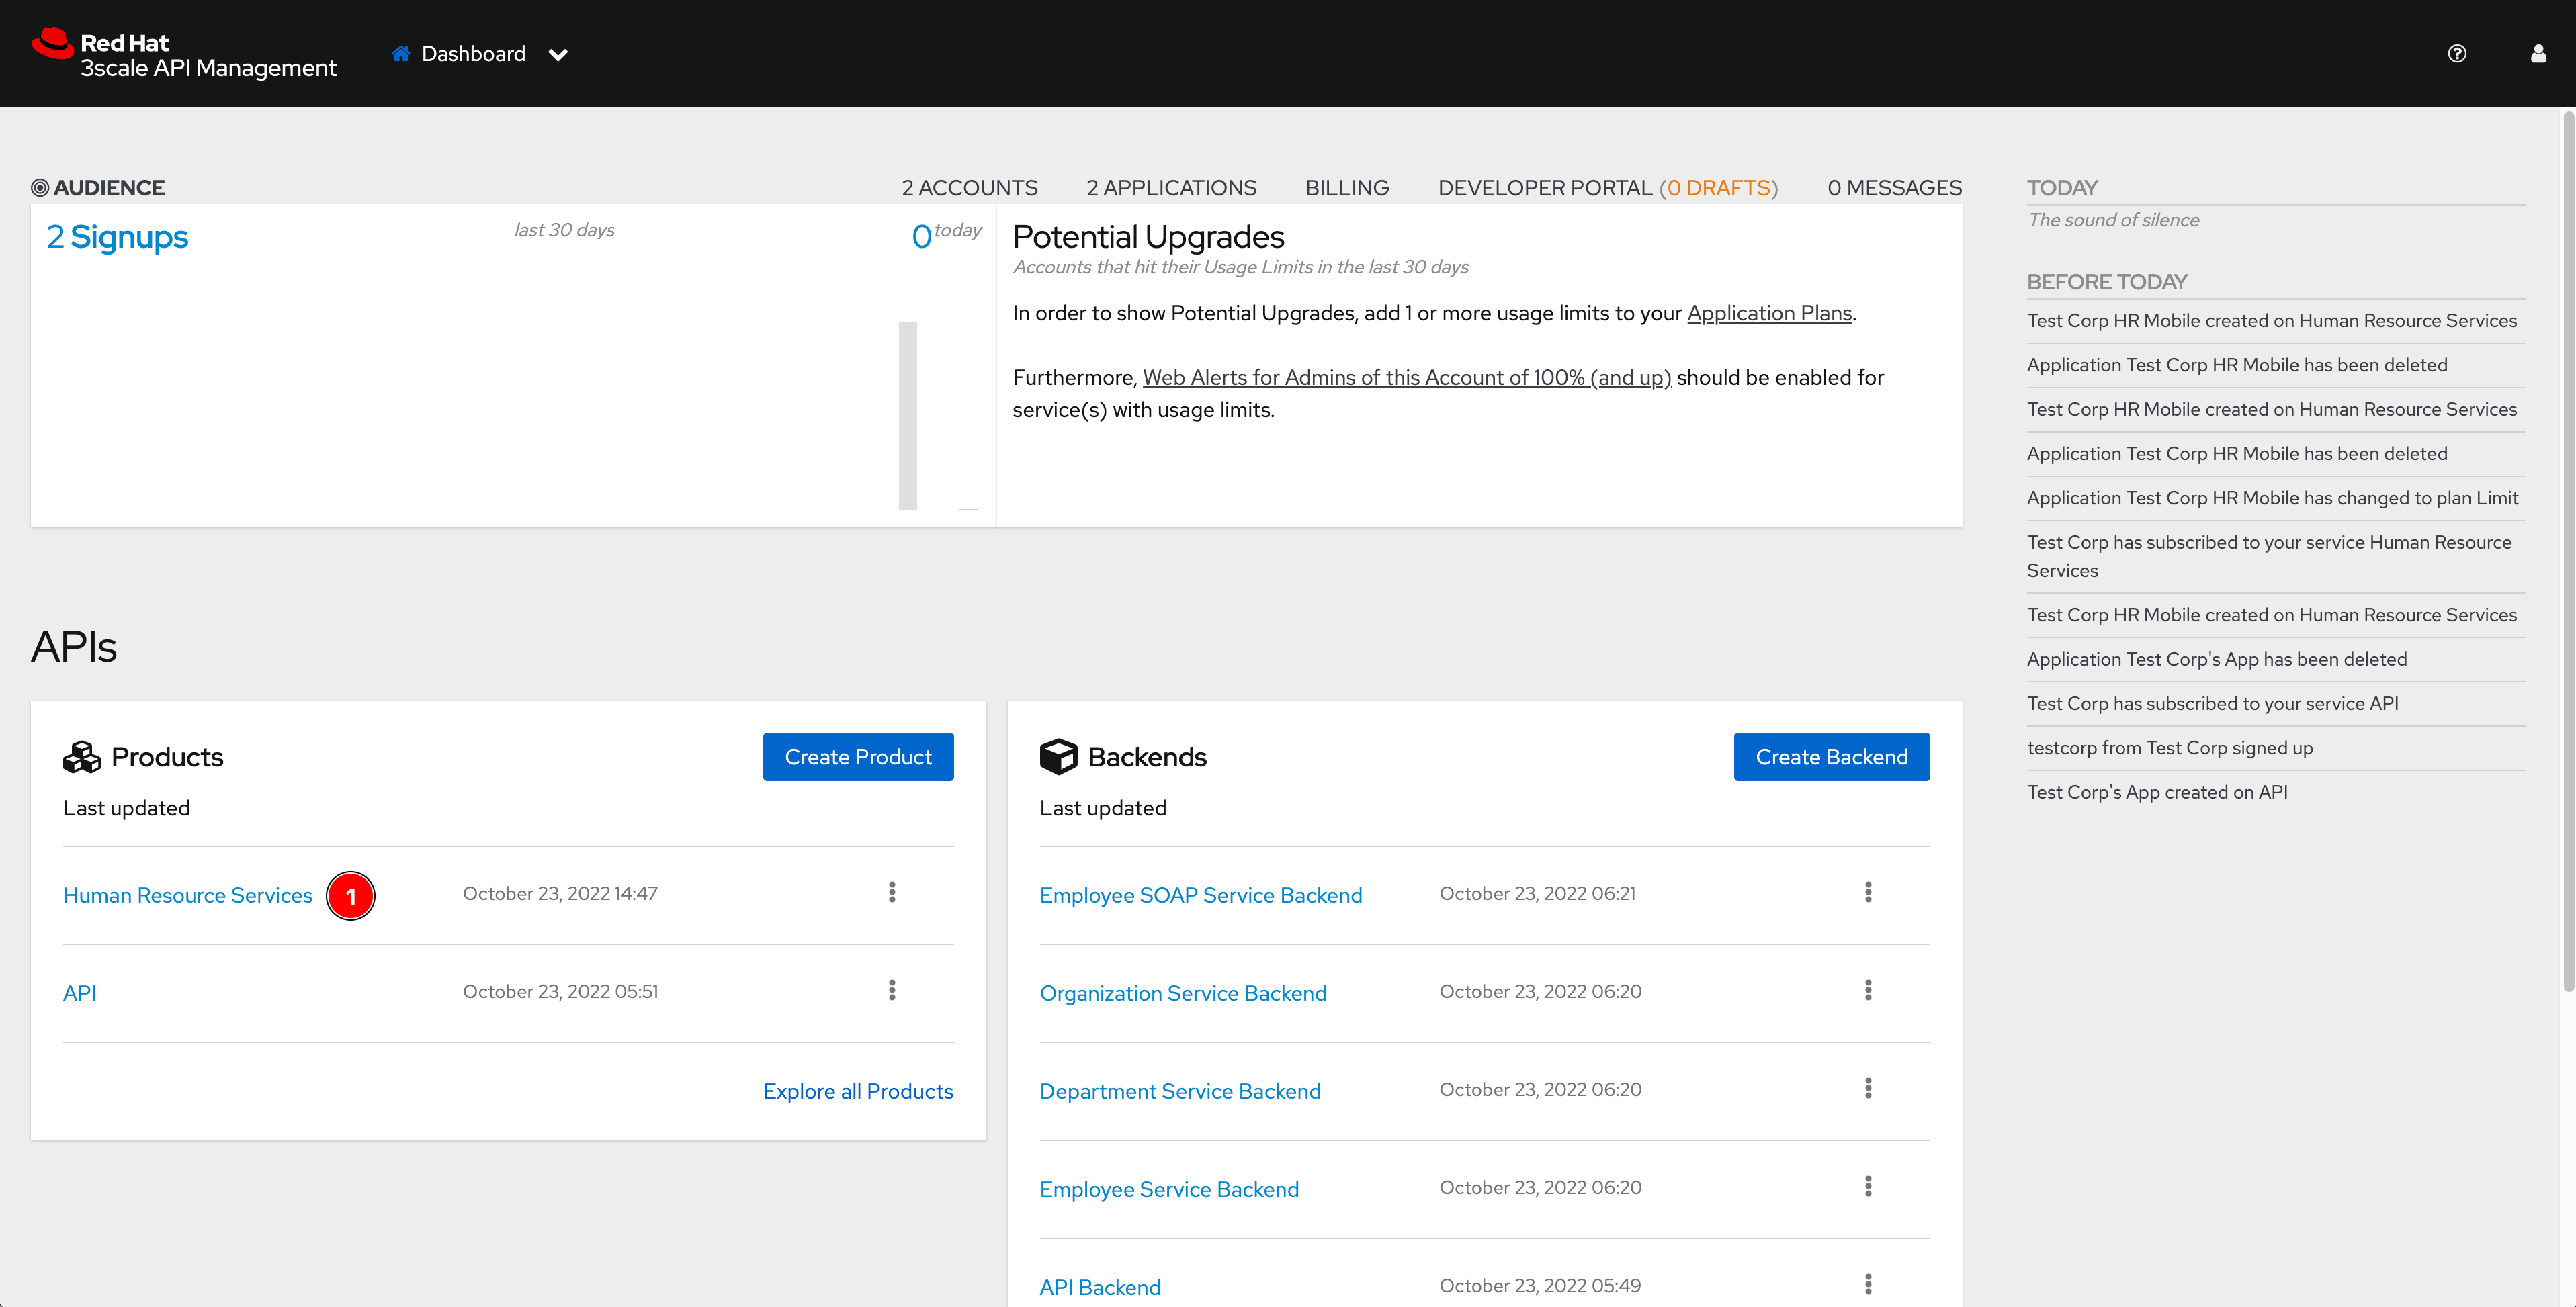 Red Hat
3scale API Management
Dashboard
AUDIENCE
2 ACCOUNTS
2 APPLICATIONS
BILLING
DEVELOPER PORTAL (0 DRAFTS)
0 MESSAGES
2 Signups
last 30 days
0 today
Potential Upgrades
Accounts that hit their Usage Limits in the last 30 days
In order to show Potential Upgrades, add 1 or more usage limits to your Application Plans.
Furthermore, Web Alerts for Admins of this Account of 100% (and up) should be enabled for
service(s) with usage limits.
TODAY
The sound of silence
BEFORE TODAY
Test Corp HR Mobile created on Human Resource Services
Application Test Corp HR Mobile has been deleted
Test Corp HR Mobile created on Human Resource Services
Application Test Corp HR Mobile has been deleted
Application Test Corp HR Mobile has changed to plan Limit
Test Corp has subscribed to your service Human Resource
Services
Test Corp HR Mobile created on Human Resource Services
Application Test Corp's App has been deleted
Test Corp has subscribed to your service API
testcorp from Test Corp signed up
Test Corp's App created on API
APIs
Products
Create Product
Last updated
Human Resource Services
1
October 23, 2022 14:47
API
October 23, 2022 05:51
Explore all Products
Backends
Create Backend
Last updated
Employee SOAP Service Backend
October 23, 2022 06:21
Organization Service Backend
October 23, 2022 06:20
Department Service Backend
October 23, 2022 06:20
Employee Service Backend
October 23, 2022 06:20
API Backend
October 23, 2022 05:49